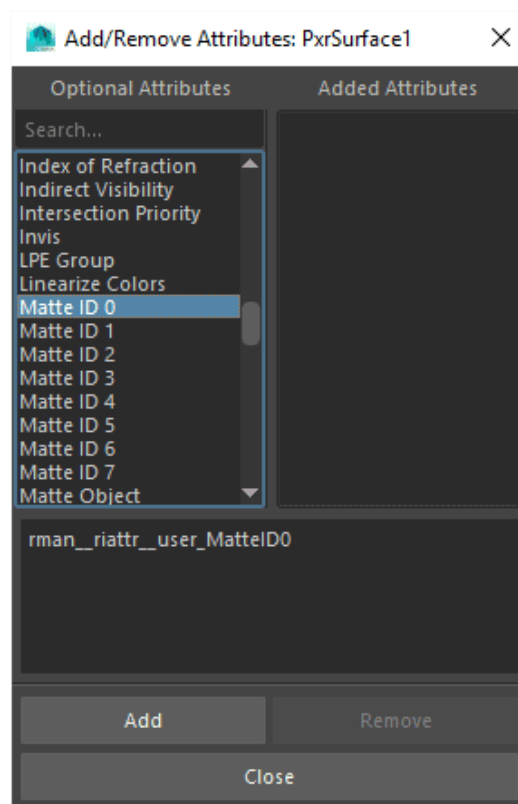 Add/Remove Attributes: PxrSurface1
Optional Attributes
Added Attributes
Search...
Index of Refraction
Indirect Visibility
Intersection Priority
Invis
LPE Group
Linearize Colors
Matte ID 0
Matte ID 1
Matte ID 2
Matte ID 3
Matte ID 4
Matte ID 5
Matte ID 6
Matte ID 7
Matte Object
rman__riattr__user_MatteID0
Add
Remove
Close